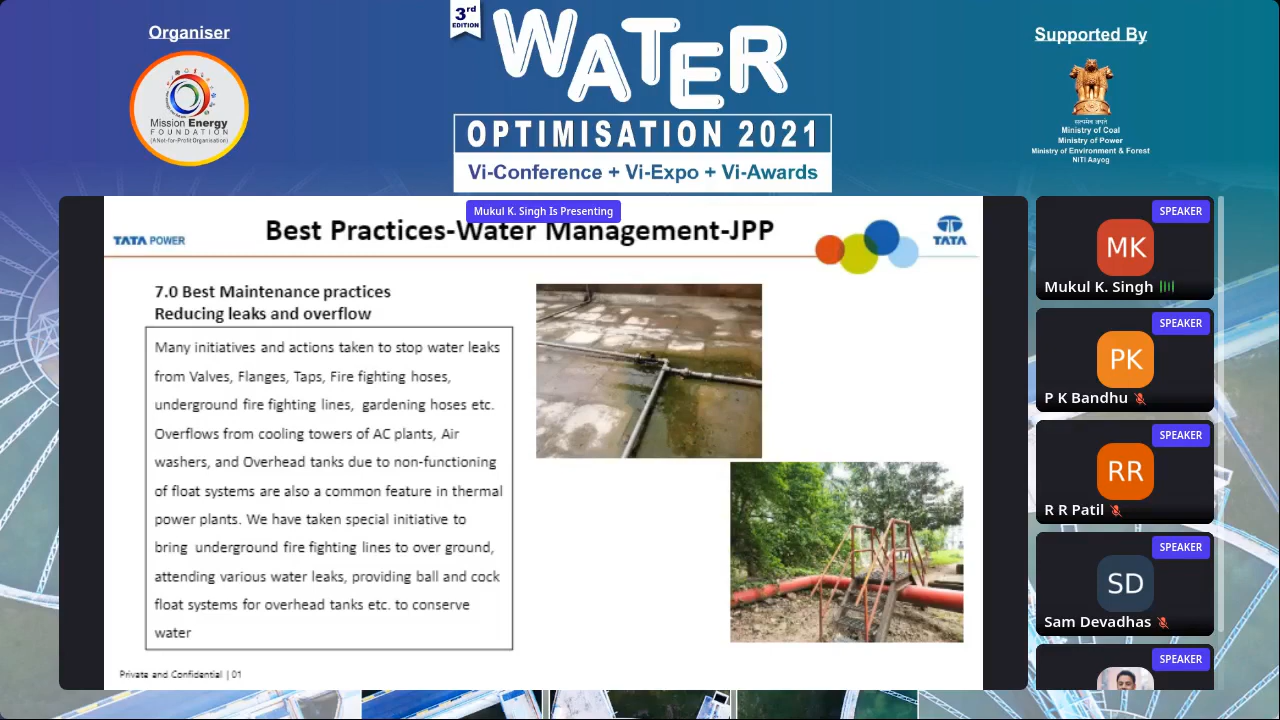 Organiser
Mission Energy
FOUNDATION
(A Not-for-Profit Organisation)
3rd
EDITION
WATER
OPTIMISATION 2021
Vi-Conference + Vi-Expo + Vi-Awards
Supported By
सत्यमेव जयते
Ministry of Coal
Ministry of Power
Ministry of Environment & Forest
NITI Aayog
Mukul K. Singh Is Presenting
TATA POWER
Best Practices-Water Management-JPP
TATA
7.0 Best Maintenance practices
Reducing leaks and overflow
Many initiatives and actions taken to stop water leaks
from Valves, Flanges, Taps, Fire fighting hoses,
underground fire fighting lines, gardening hoses etc.
Overflows from cooling towers of AC plants, Air
washers, and Overhead tanks due to non-functioning
of float systems are also a common feature in thermal
power plants. We have taken special initiative to
bring underground fire fighting lines to over ground,
attending various water leaks, providing ball and cock
float systems for overhead tanks etc. to conserve
water
Private and Confidential | 01
SPEAKER
MK
Mukul K. Singh
SPEAKER
PK
P K Bandhu
SPEAKER
RR
R R Patil
SPEAKER
SD
Sam Devadhas
SPEAKER